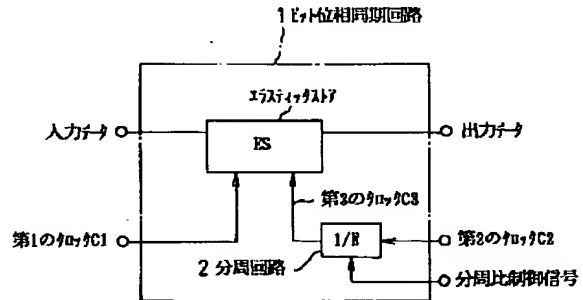 1 ビット位相同期回路
エラスティックストア
入力データ
ES
出力データ
第3のクロックC3
第1のクロックC1
1/N
第2のクロックC2
2 分周回路
分周比制御信号